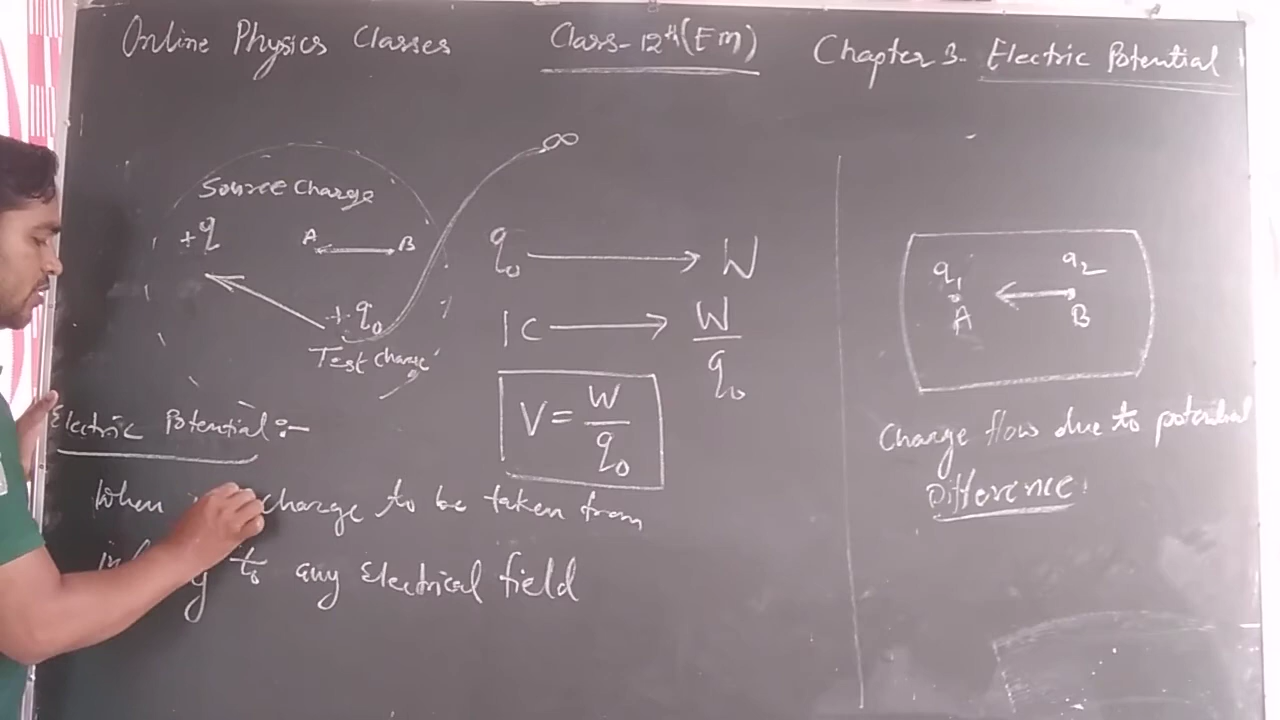 Online Physics Classes Class-12th (EM) Chapter 3. Electric Potential
∞
Source Charge
+q
A B
+q₀
Test Charge
q₀ → W
1C → W/q₀
V = W/q₀
Electric Potential :-
When charge to be taken from
to any Electrical field
q₁ q₂
A B
Charge flow due to potential
Difference.